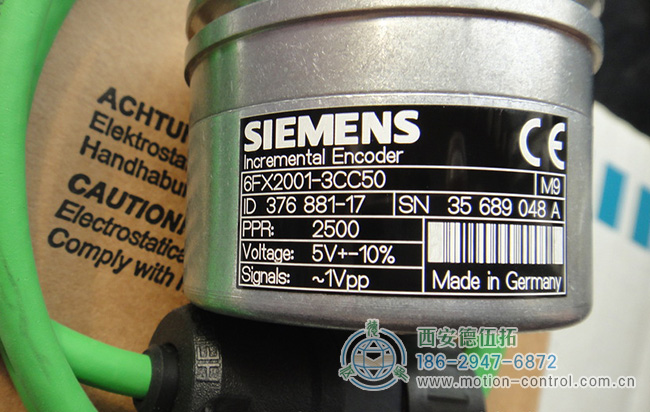 ACHTUN
Elektrosta
Handhabu
CAUTION
Electrostatice
Comply with
SIEMENS
CE
Incremental Encoder
6FX2001-3CC50 M9
ID 376 881-17 SN 35 689 048 A
PPR: 2500
Voltage: 5V+-10%
Signals: ~1Vpp
Made in Germany
西安德伍拓
186-2947-6872
www.motion-control.com.cn